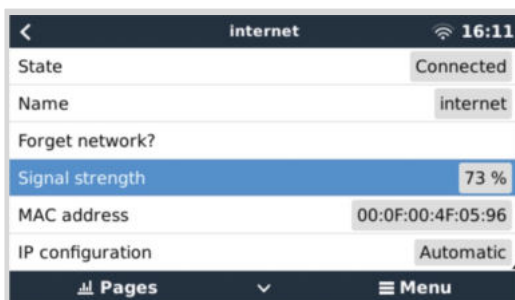 internet 16:11
State Connected
Name internet
Forget network?
Signal strength 73 %
MAC address 00:0F:00:4F:05:96
IP configuration Automatic
Pages Menu